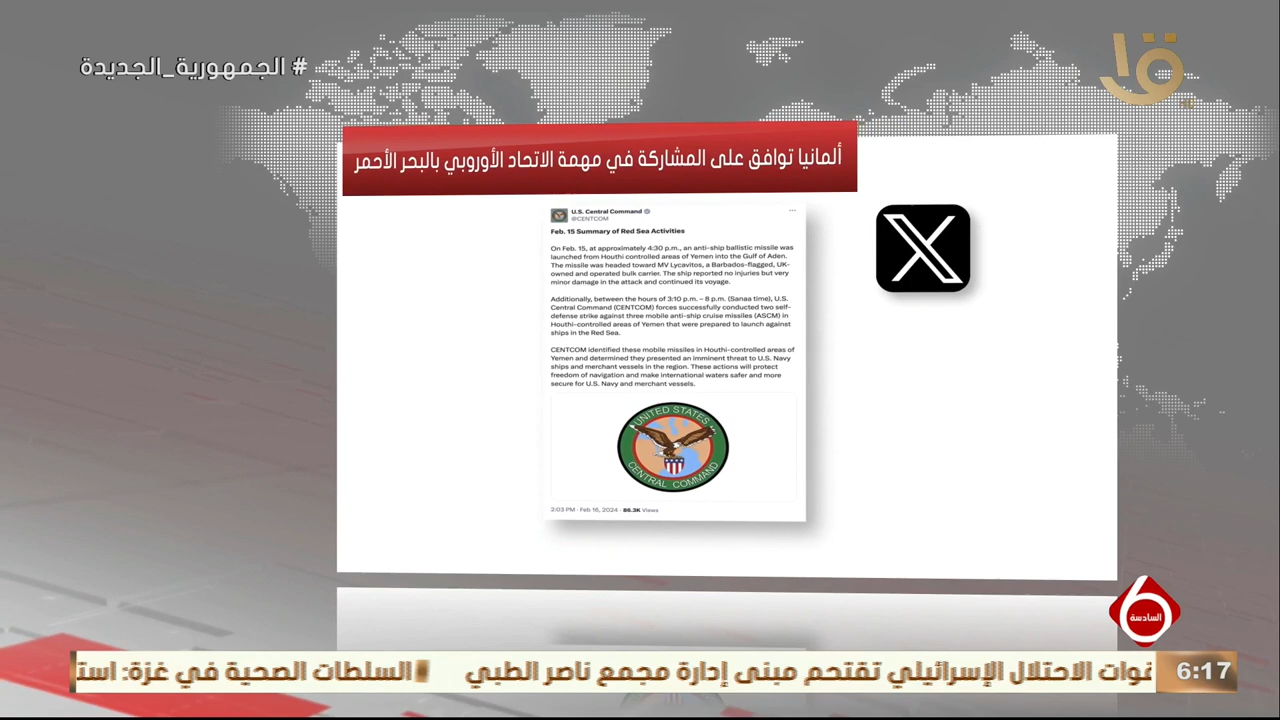 # الجمهورية_الجديدة
ألمانيا توافق على المشاركة في مهمة الاتحاد الأوروبي بالبحر الأحمر
U.S. Central Command
@CENTCOM
Feb. 15 Summary of Red Sea Activities
On Feb. 15, at approximately 4:30 p.m., an anti-ship ballistic missile was
launched from Houthi controlled areas of Yemen into the Gulf of Aden.
The missile was headed toward MV Lycavitos, a Barbados-flagged, UK-
owned and operated bulk carrier. The ship reported no injuries but very
minor damage in the attack and continued its voyage.
Additionally, between the hours of 3:10 p.m. – 8 p.m. (Sanaa time), U.S.
Central Command (CENTCOM) forces successfully conducted two self-
defense strike against three mobile anti-ship cruise missiles (ASCM) in
Houthi-controlled areas of Yemen that were prepared to launch against
ships in the Red Sea.
CENTCOM identified these mobile missiles in Houthi-controlled areas of
Yemen and determined they presented an imminent threat to U.S. Navy
ships and merchant vessels in the region. These actions will protect
freedom of navigation and make international waters safer and more
secure for U.S. Navy and merchant vessels.
UNITED STATES
CENTRAL COMMAND
2:03 PM · Feb 16, 2024 · 86.3K Views
6
السادسة
قوات الاحتلال الإسرائيلي تقتحم مبنى إدارة مجمع ناصر الطبي السلطات الصحية في غزة: است
6:17